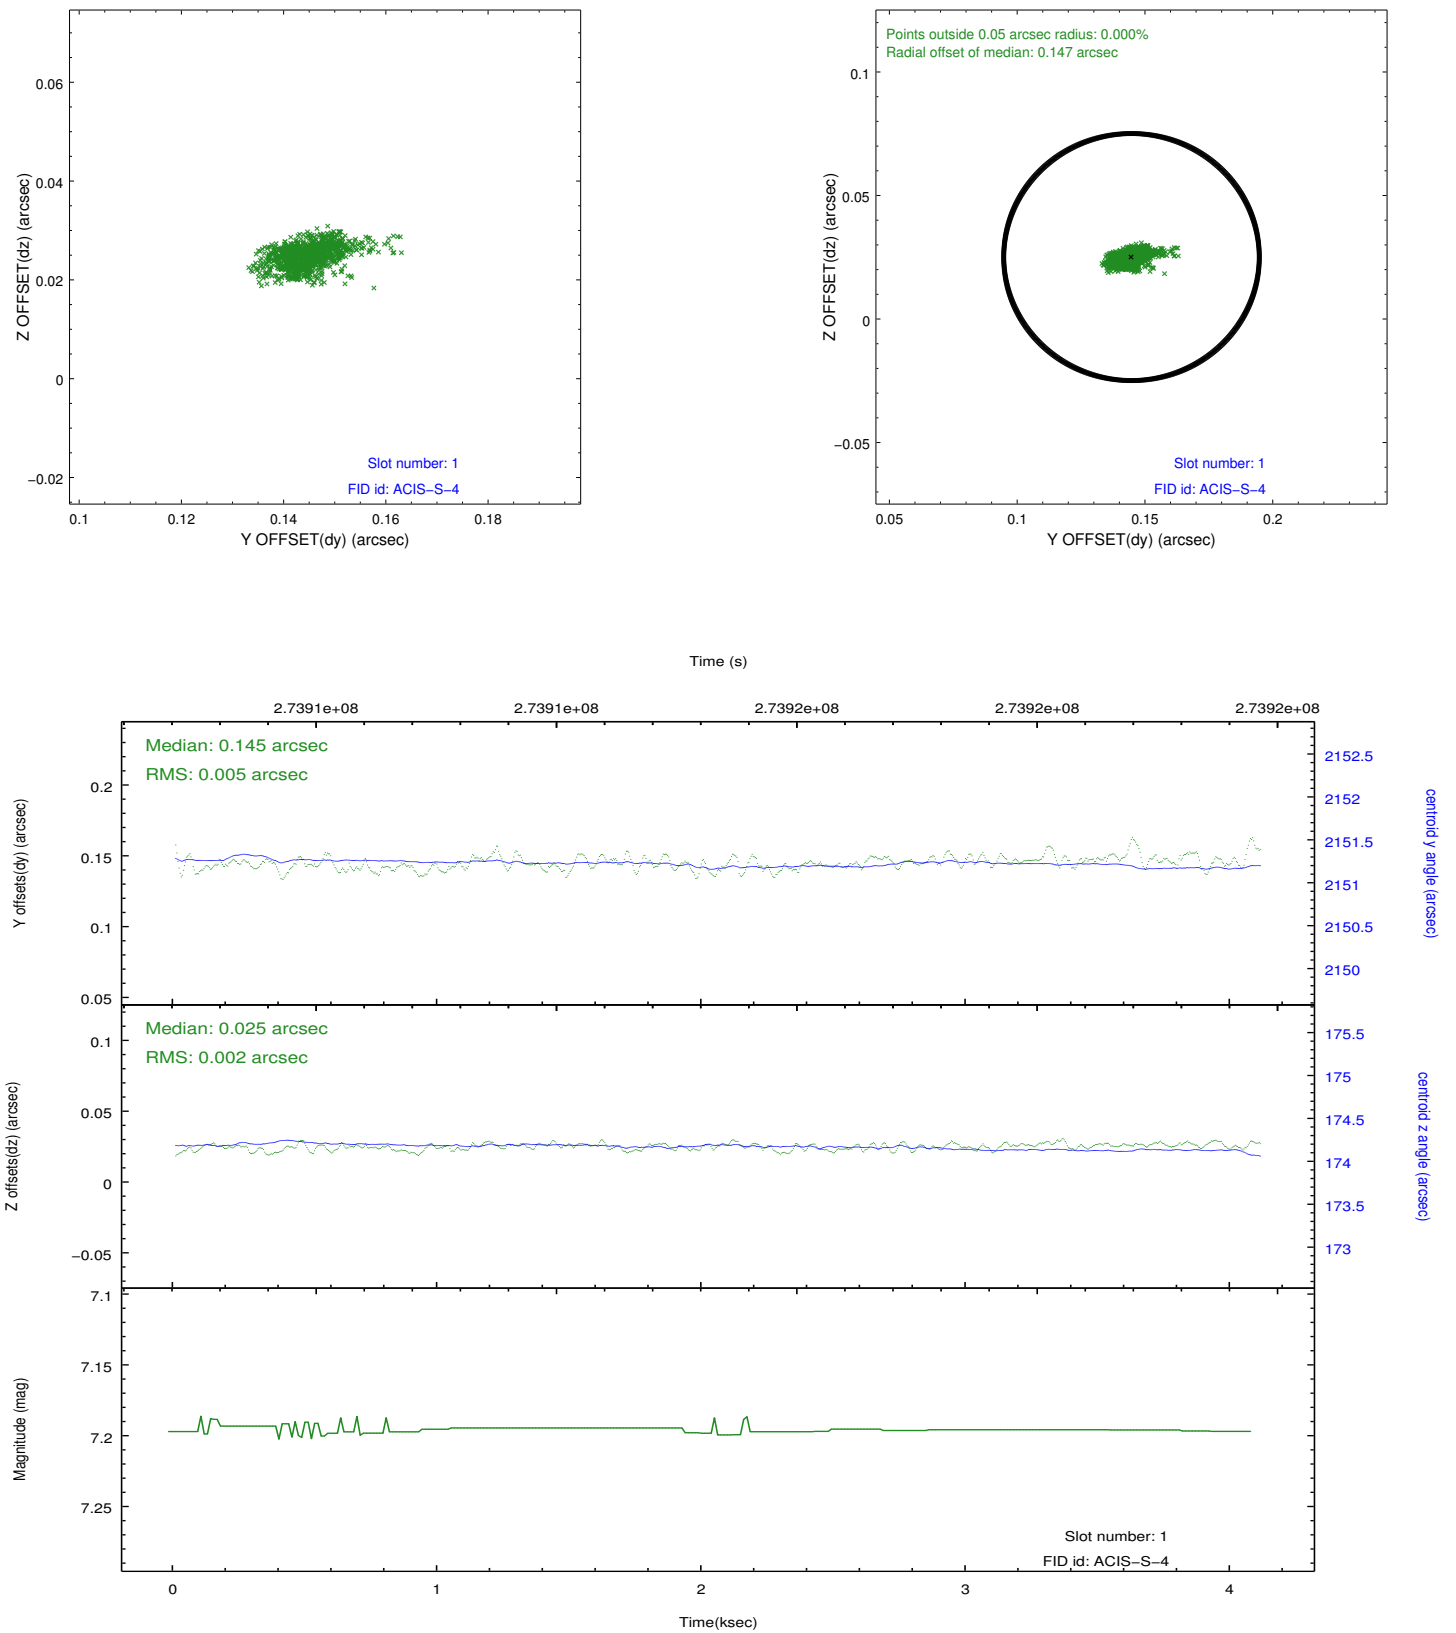 0.06
0.04
0.02
0
−0.02
Z OFFSET(dz) (arcsec)
Slot number: 1
FID id: ACIS−S−4
0.1
0.12
0.14
0.16
0.18
Y OFFSET(dy) (arcsec)
Points outside 0.05 arcsec radius: 0.000%
Radial offset of median: 0.147 arcsec
0.1
0.05
0
−0.05
Z OFFSET(dz) (arcsec)
Slot number: 1
FID id: ACIS−S−4
0.05
0.1
0.15
0.2
Y OFFSET(dy) (arcsec)
Time (s)
2.7391e+08
2.7391e+08
2.7392e+08
2.7392e+08
2.7392e+08
Median: 0.145 arcsec
RMS: 0.005 arcsec
0.2
0.15
0.1
0.05
Y offsets(dy) (arcsec)
2152.5
2152
2151.5
2151
2150.5
2150
centroid y angle (arcsec)
Median: 0.025 arcsec
RMS: 0.002 arcsec
0.1
0.05
0
−0.05
Z offsets(dz) (arcsec)
175.5
175
174.5
174
173.5
173
centroid z angle (arcsec)
7.1
7.15
7.2
7.25
Magnitude (mag)
Slot number: 1
FID id: ACIS−S−4
0
1
2
3
4
Time(ksec)